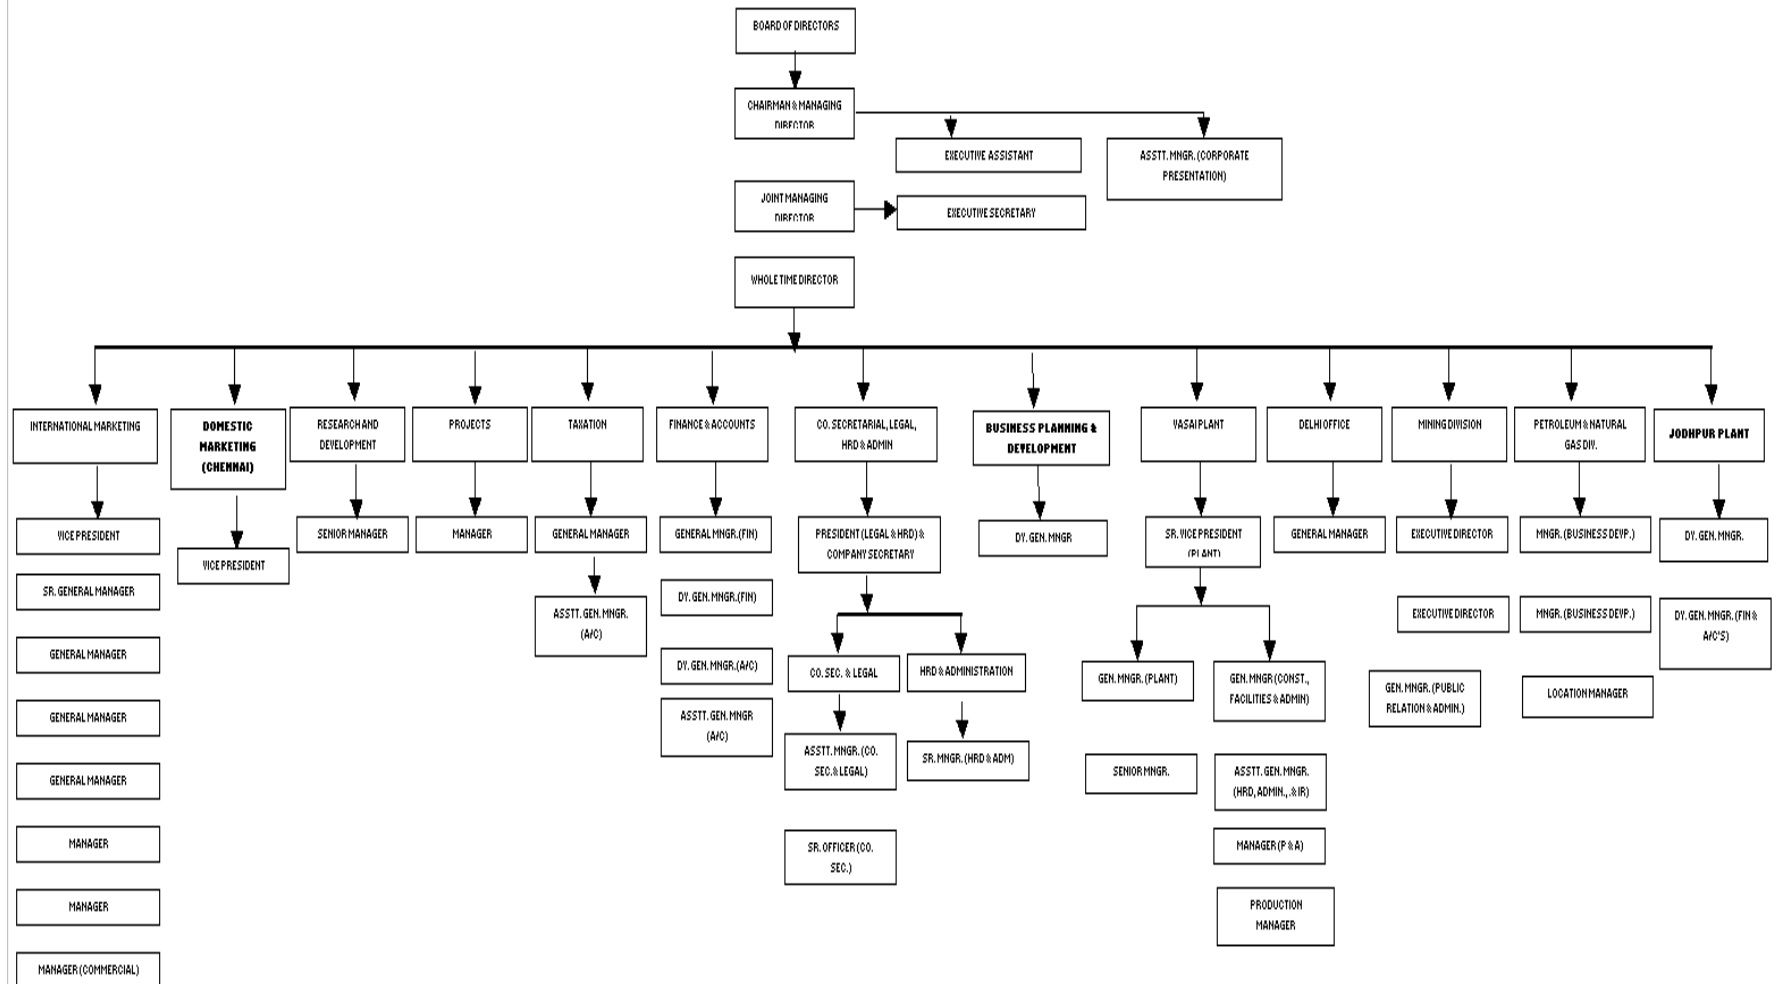 BOARD OF DIRECTORS
CHAIRMAN & MANAGING
DIRECTOR
EXECUTIVE ASSISTANT
ASSTT. MNGR. (CORPORATE
PRESENTATION)
JOINT MANAGING
DIRECTOR
EXECUTIVE SECRETARY
WHOLE TIME DIRECTOR
INTERNATIONAL MARKETING
DOMESTIC
MARKETING
(CHENNAI)
RESEARCH AND
DEVELOPMENT
PROJECTS
TAXATION
FINANCE & ACCOUNTS
CO. SECRETARIAL, LEGAL,
HRD & ADMIN
BUSINESS PLANNING &
DEVELOPMENT
VASAI PLANT
DELHI OFFICE
MINING DIVISION
PETROLEUM & NATURAL
GAS DIV.
JODHPUR PLANT
VICE PRESIDENT
SR. GENERAL MANAGER
GENERAL MANAGER
GENERAL MANAGER
GENERAL MANAGER
MANAGER
MANAGER
MANAGER (COMMERCIAL)
VICE PRESIDENT
SENIOR MANAGER
MANAGER
GENERAL MANAGER
ASSTT. GEN. MNGR.
(A/C)
GENERAL MNGR. (FIN)
DY. GEN. MNGR. (FIN)
DY. GEN. MNGR. (A/C)
ASSTT. GEN. MNGR
(A/C)
PRESIDENT (LEGAL & HRD) &
COMPANY SECRETARY
CO. SEC. & LEGAL
ASSTT. MNGR. (CO.
SEC. & LEGAL)
SR. OFFICER (CO.
SEC.)
HRD & ADMINISTRATION
SR. MNGR. (HRD & ADM)
DY. GEN. MNGR
SR. VICE PRESIDENT
(PLANT)
GEN. MNGR. (PLANT)
SENIOR MNGR.
GEN. MNGR (CONST.,
FACILITIES & ADMIN)
ASSTT. GEN. MNGR.
(HRD, ADMIN., .& IR)
MANAGER (P & A)
PRODUCTION
MANAGER
GENERAL MANAGER
EXECUTIVE DIRECTOR
EXECUTIVE DIRECTOR
GEN. MNGR. (PUBLIC
RELATION & ADMIN.)
MNGR. (BUSINESS DEVP.)
MNGR. (BUSINESS DEVP.)
LOCATION MANAGER
DY. GEN. MNGR.
DY. GEN. MNGR. (FIN &
A/C'S)